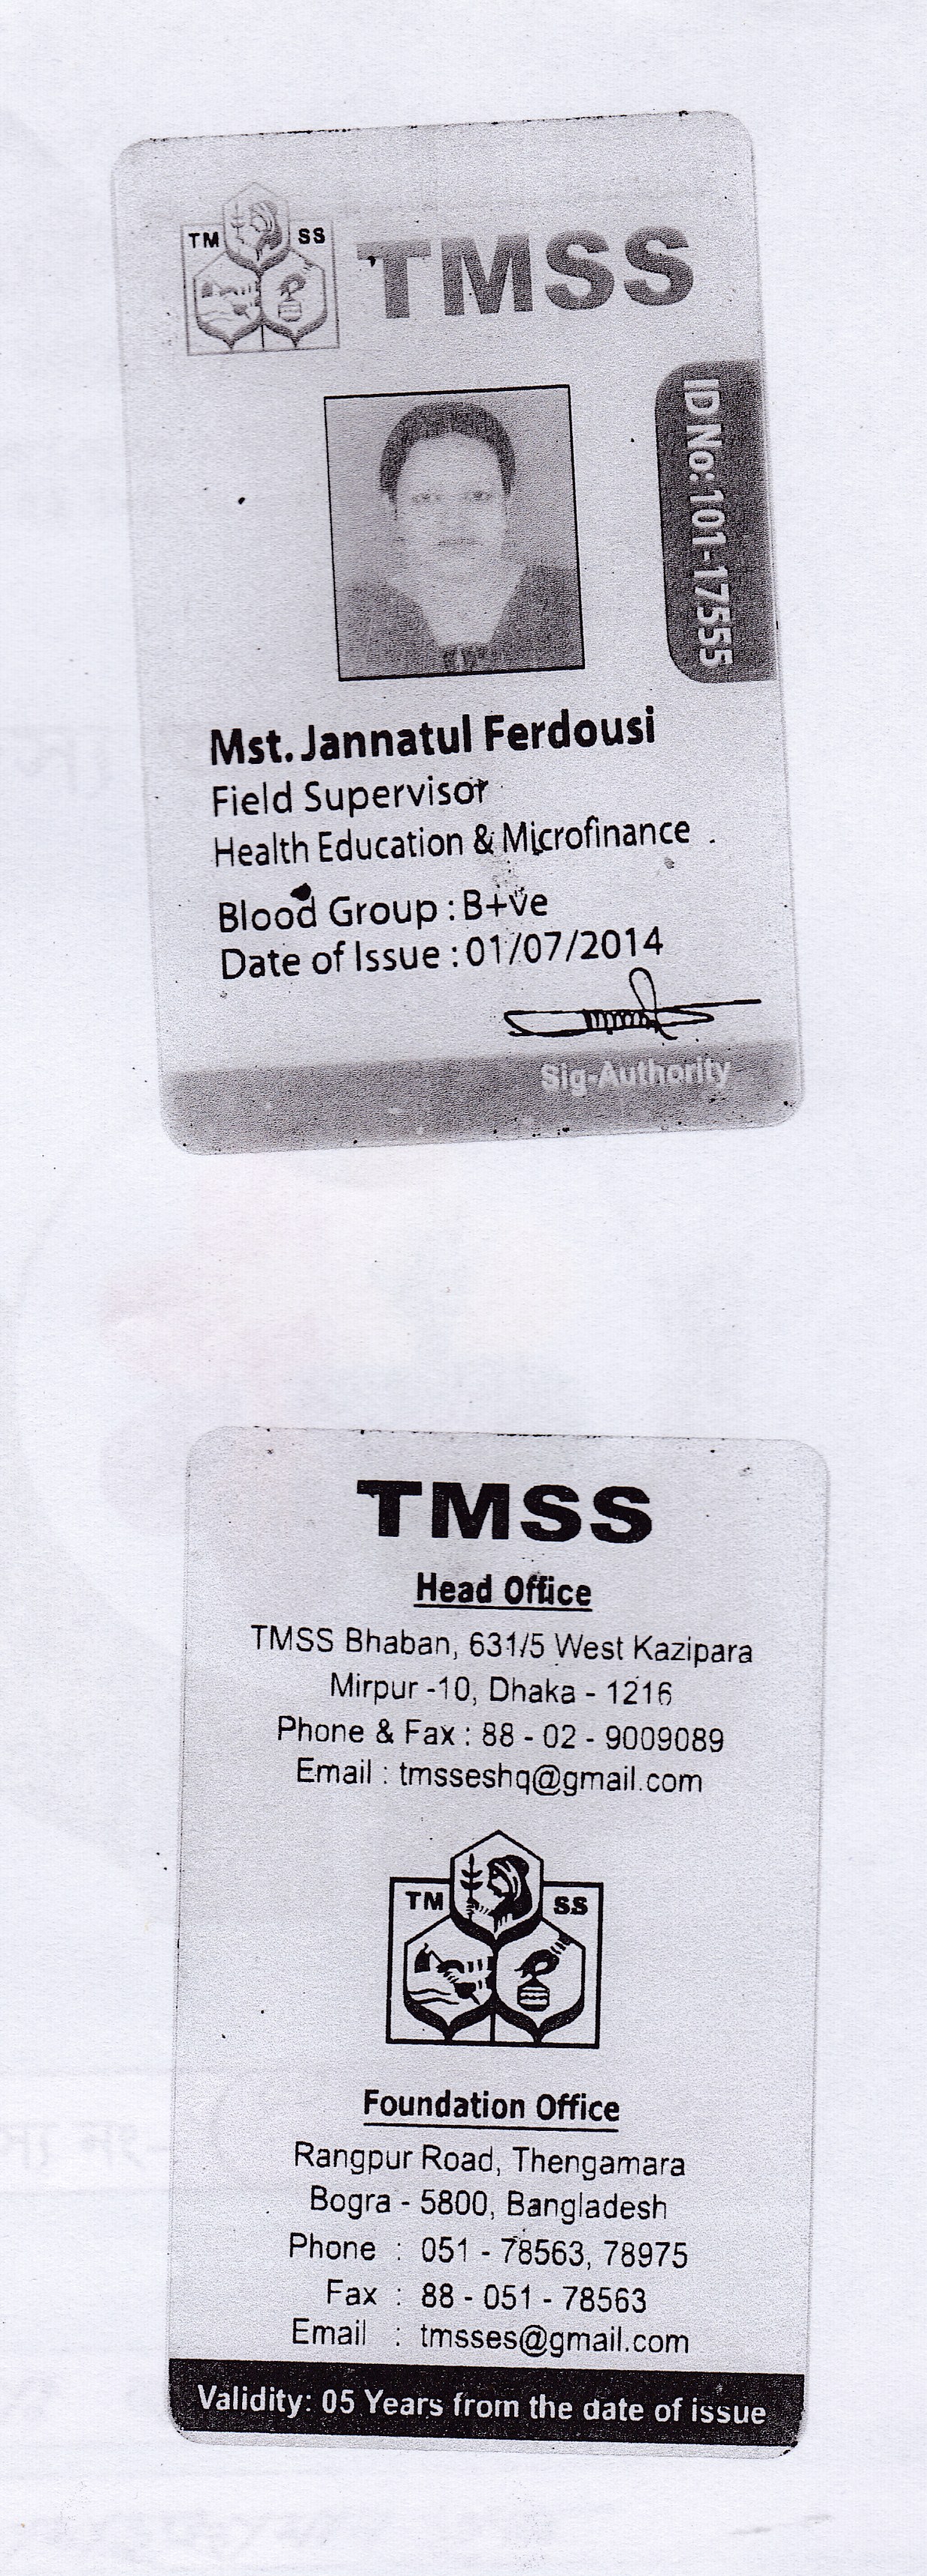 TM SS
TMSS
ID No: 101-17555
Mst. Jannatul Ferdousi
Field Supervisor
Health Education & Microfinance
Blood Group : B+ve
Date of Issue : 01/07/2014
Sig-Authority
TMSS
Head Office
TMSS Bhaban, 631/5 West Kazipara
Mirpur -10, Dhaka - 1216
Phone & Fax : 88 - 02 - 9009089
Email : tmsseshq@gmail.com
TM SS
Foundation Office
Rangpur Road, Thengamara
Bogra - 5800, Bangladesh
Phone : 051 - 78563, 78975
Fax : 88 - 051 - 78563
Email : tmsses@gmail.com
Validity: 05 Years from the date of issue